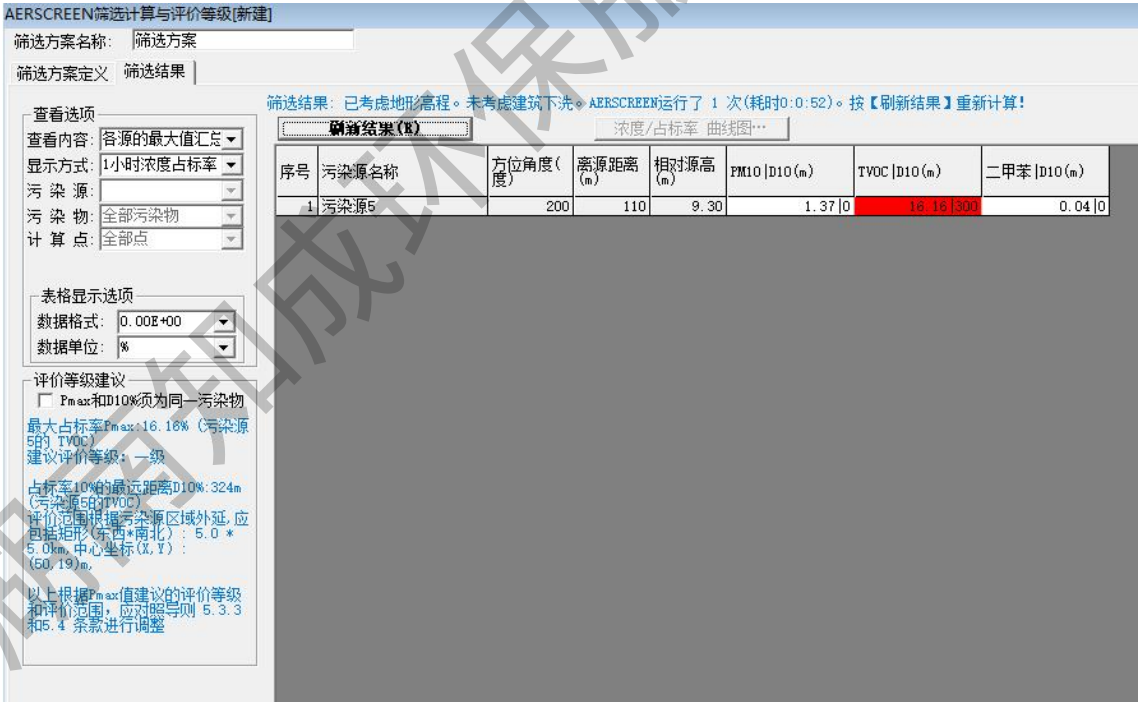 AERSCREEN筛选计算与评价等级[新建]
筛选方案名称: 筛选方案
筛选方案定义 筛选结果
查看选项
查看内容: 各源的最大值汇总
显示方式: 1小时浓度占标率
污 染 源:
污 染 物: 全部污染物
计 算 点: 全部点
表格显示选项
数据格式: 0.00E+00
数据单位: %
评价等级建议
Pmax和D10%须为同一污染物
最大占标率Pmax:16.16% (污染源
5的 TVOC)
建议评价等级: 一级
占标率10%的最远距离D10%:324m
(污染源5的TVOC)
评价范围根据污染源区域外延,应
包括矩形(东西*南北): 5.0 *
5.0km,中心坐标(X,Y):
(50,19)m,
以上根据Pmax值建议的评价等级
和评价范围, 应对照导则 5.3.3
和5.4 条款进行调整
筛选结果: 已考虑地形高程。未考虑建筑下洗。AERSCREEN运行了 1 次(耗时0:0:52)。按【刷新结果】重新计算!
刷新结果(R) 浓度/占标率 曲线图…
序号 污染源名称 方位角度(度) 离源距离(m) 相对源高(m) PM10|D10(m) TVOC|D10(m) 二甲苯|D10(m)
1 污染源5 200 110 9.30 1.37|0 16.16|300 0.04|0
湖南知成环保服